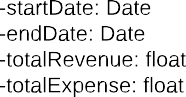 -startDate: Date
-endDate: Date
-totalRevenue: float
-totalExpense: float